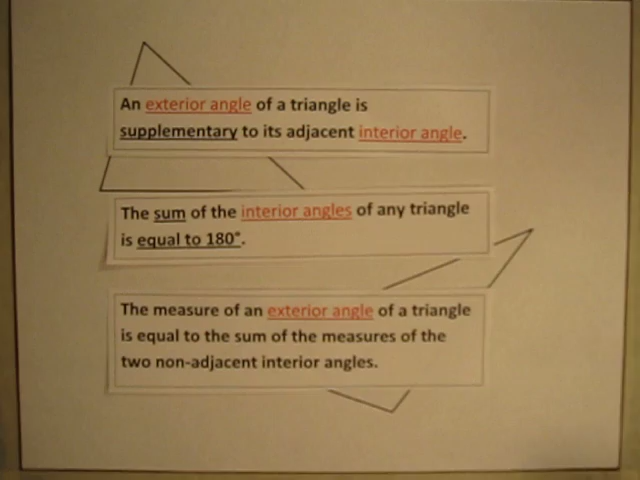 An exterior angle of a triangle is
supplementary to its adjacent interior angle.
The sum of the interior angles of any triangle
is equal to 180°.
The measure of an exterior angle of a triangle
is equal to the sum of the measures of the
two non-adjacent interior angles.